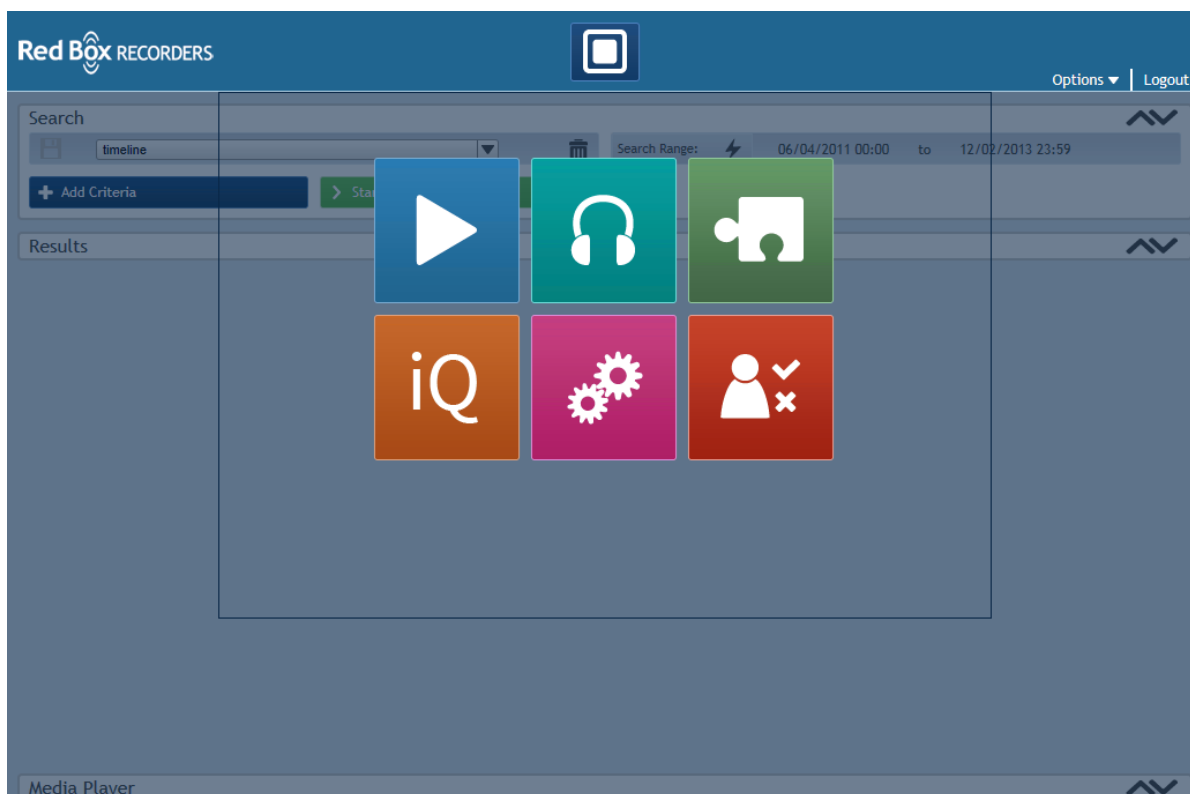 Red Box RECORDERS
Options Logout
Search
timeline
Search Range: 06/04/2011 00:00 to 12/02/2013 23:59
Add Criteria
Results
iQ
Media Player